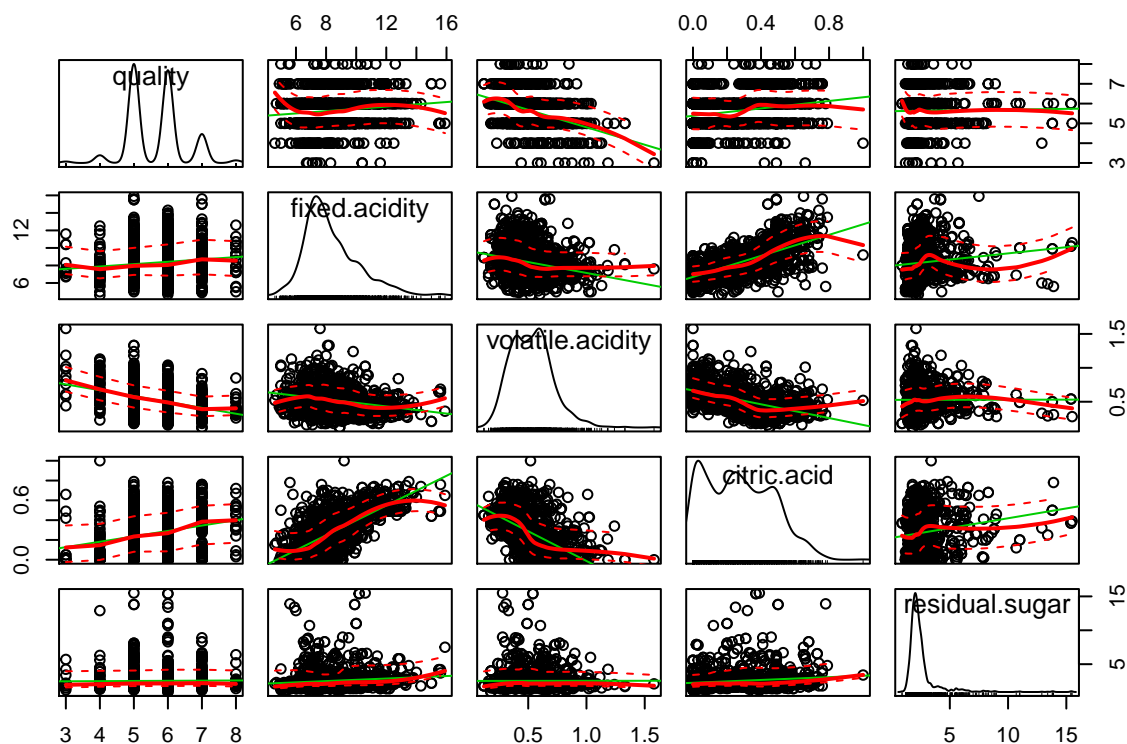 6 8 10 12 14 16 0.0 0.4 0.8
quality
3 5 7
fixed.acidity
6 12
volatile.acidity
0.5 1.5
citric.acid
0.0 0.6
residual.sugar
5 15
3 4 5 6 7 8 0.5 1.0 1.5 5 10 15